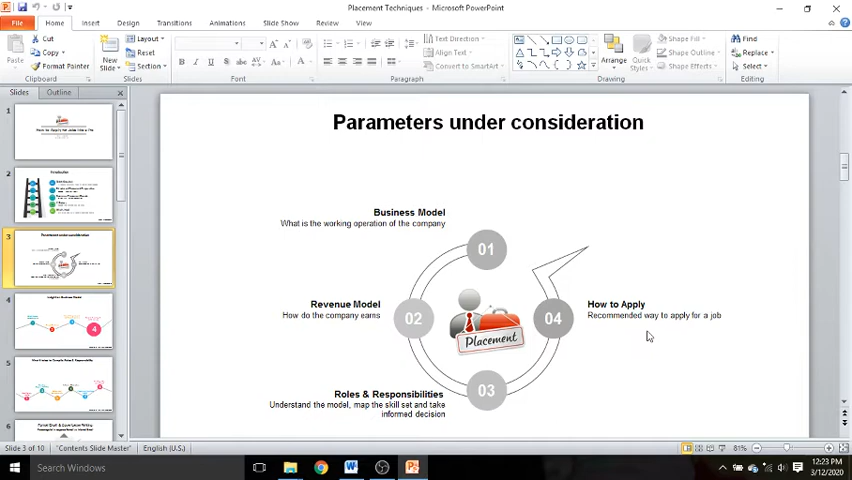 Placement Techniques - Microsoft PowerPoint
File Home Insert Design Transitions Animations Slide Show Review View
Cut
Copy
Format Painter
Paste
Clipboard
New
Slide
Layout
Reset
Section
Slides
Font
Text Direction
Align Text
Convert to SmartArt
Paragraph
Arrange
Quick
Styles
Shape Fill
Shape Outline
Shape Effects
Drawing
Find
Replace
Select
Editing
Slides Outline
1
2
3
4
5
6
Parameters under consideration
Business Model
What is the working operation of the company
01
Revenue Model
How do the company earns
02
Placement
04
How to Apply
Recommended way to apply for a job
Roles & Responsibilities
Understand the model, map the skill set and take
informed decision
03
Slide 3 of 10 "Contents Slide Master" English (U.S.) 81%
Search Windows
12:23 PM
3/12/2020